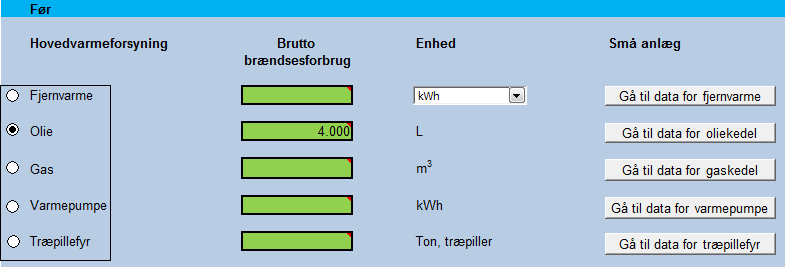 Før
Hovedvarmeforsyning Brutto brændsesforbrug Enhed Små anlæg
Fjernvarme kWh Gå til data for fjernvarme
Olie 4.000 L Gå til data for oliekedel
Gas m³ Gå til data for gaskedel
Varmepumpe kWh Gå til data for varmepumpe
Træpillefyr Ton, træpiller Gå til data for træpillefyr